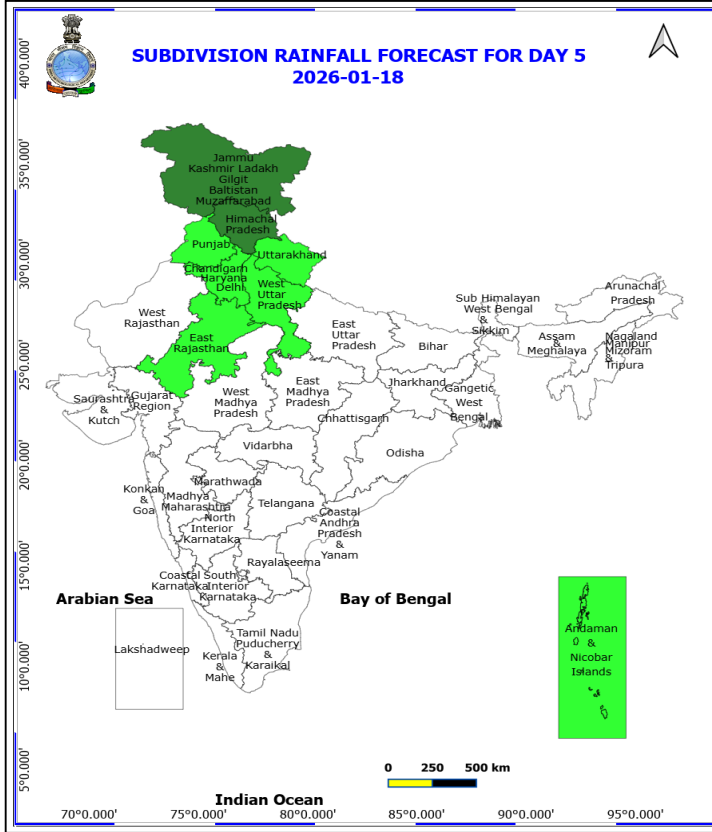 SUBDIVISION RAINFALL FORECAST FOR DAY 5
2026-01-18
40°0.000'
35°0.000'
30°0.000'
25°0.000'
20°0.000'
15°0.000'
10°0.000'
5°0.000'
Jammu
Kashmir Ladakh
Gilgit
Baltistan
Muzaffarabad
Himachal
Pradesh
Punjab
Uttarakhand
Chandigarh
Haryana
Delhi
West
Uttar
Pradesh
West
Rajasthan
East
Rajasthan
East
Uttar
Pradesh
Bihar
Sub Himalayan
West Bengal
&
Sikkim
Arunachal
Pradesh
Assam
&
Meghalaya
Nagaland
Manipur
Mizoram
&
Tripura
Saurashtra
&
Kutch
Gujarat
Region
West
Madhya
Pradesh
East
Madhya
Pradesh
Jharkhand
Gangetic
West
Bengal
Chhattisgarh
Odisha
Vidarbha
Konkan
&
Goa
Madhya
Maharashtra
Marathwada
Telangana
North
Interior
Karnataka
Coastal
Andhra
Pradesh
&
Yanam
Rayalaseema
Coastal
Karnataka
South
Interior
Karnataka
Arabian Sea
Bay of Bengal
Lakshadweep
Kerala
&
Mahe
Tamil Nadu
Puducherry
&
Karaikal
Andaman
&
Nicobar
Islands
0 250 500 km
Indian Ocean
70°0.000' 75°0.000' 80°0.000' 85°0.000' 90°0.000' 95°0.000'